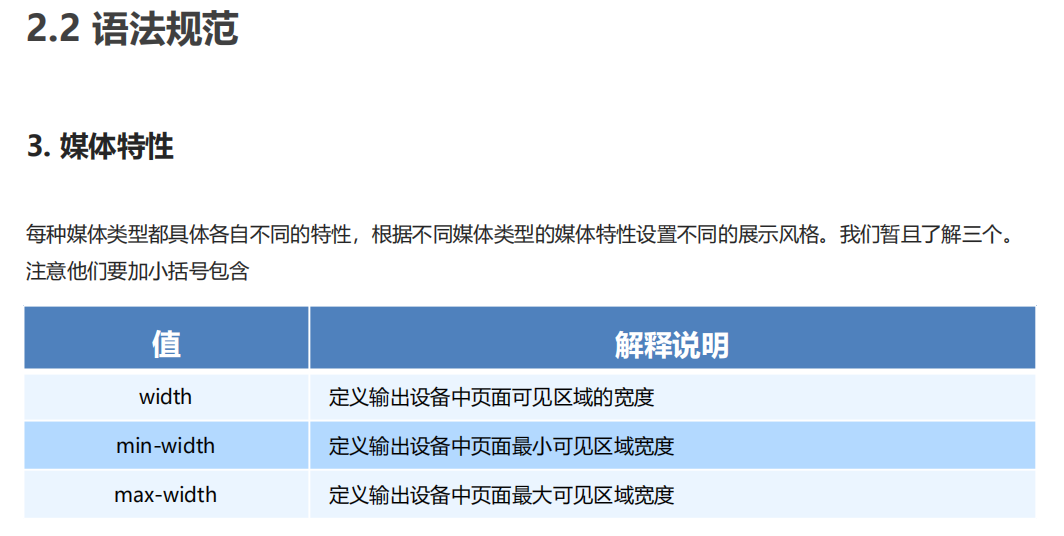 2.2 语法规范
3. 媒体特性
每种媒体类型都具体各自不同的特性，根据不同媒体类型的媒体特性设置不同的展示风格。我们暂且了解三个。
注意他们要加小括号包含
值 解释说明
width 定义输出设备中页面可见区域的宽度
min-width 定义输出设备中页面最小可见区域宽度
max-width 定义输出设备中页面最大可见区域宽度